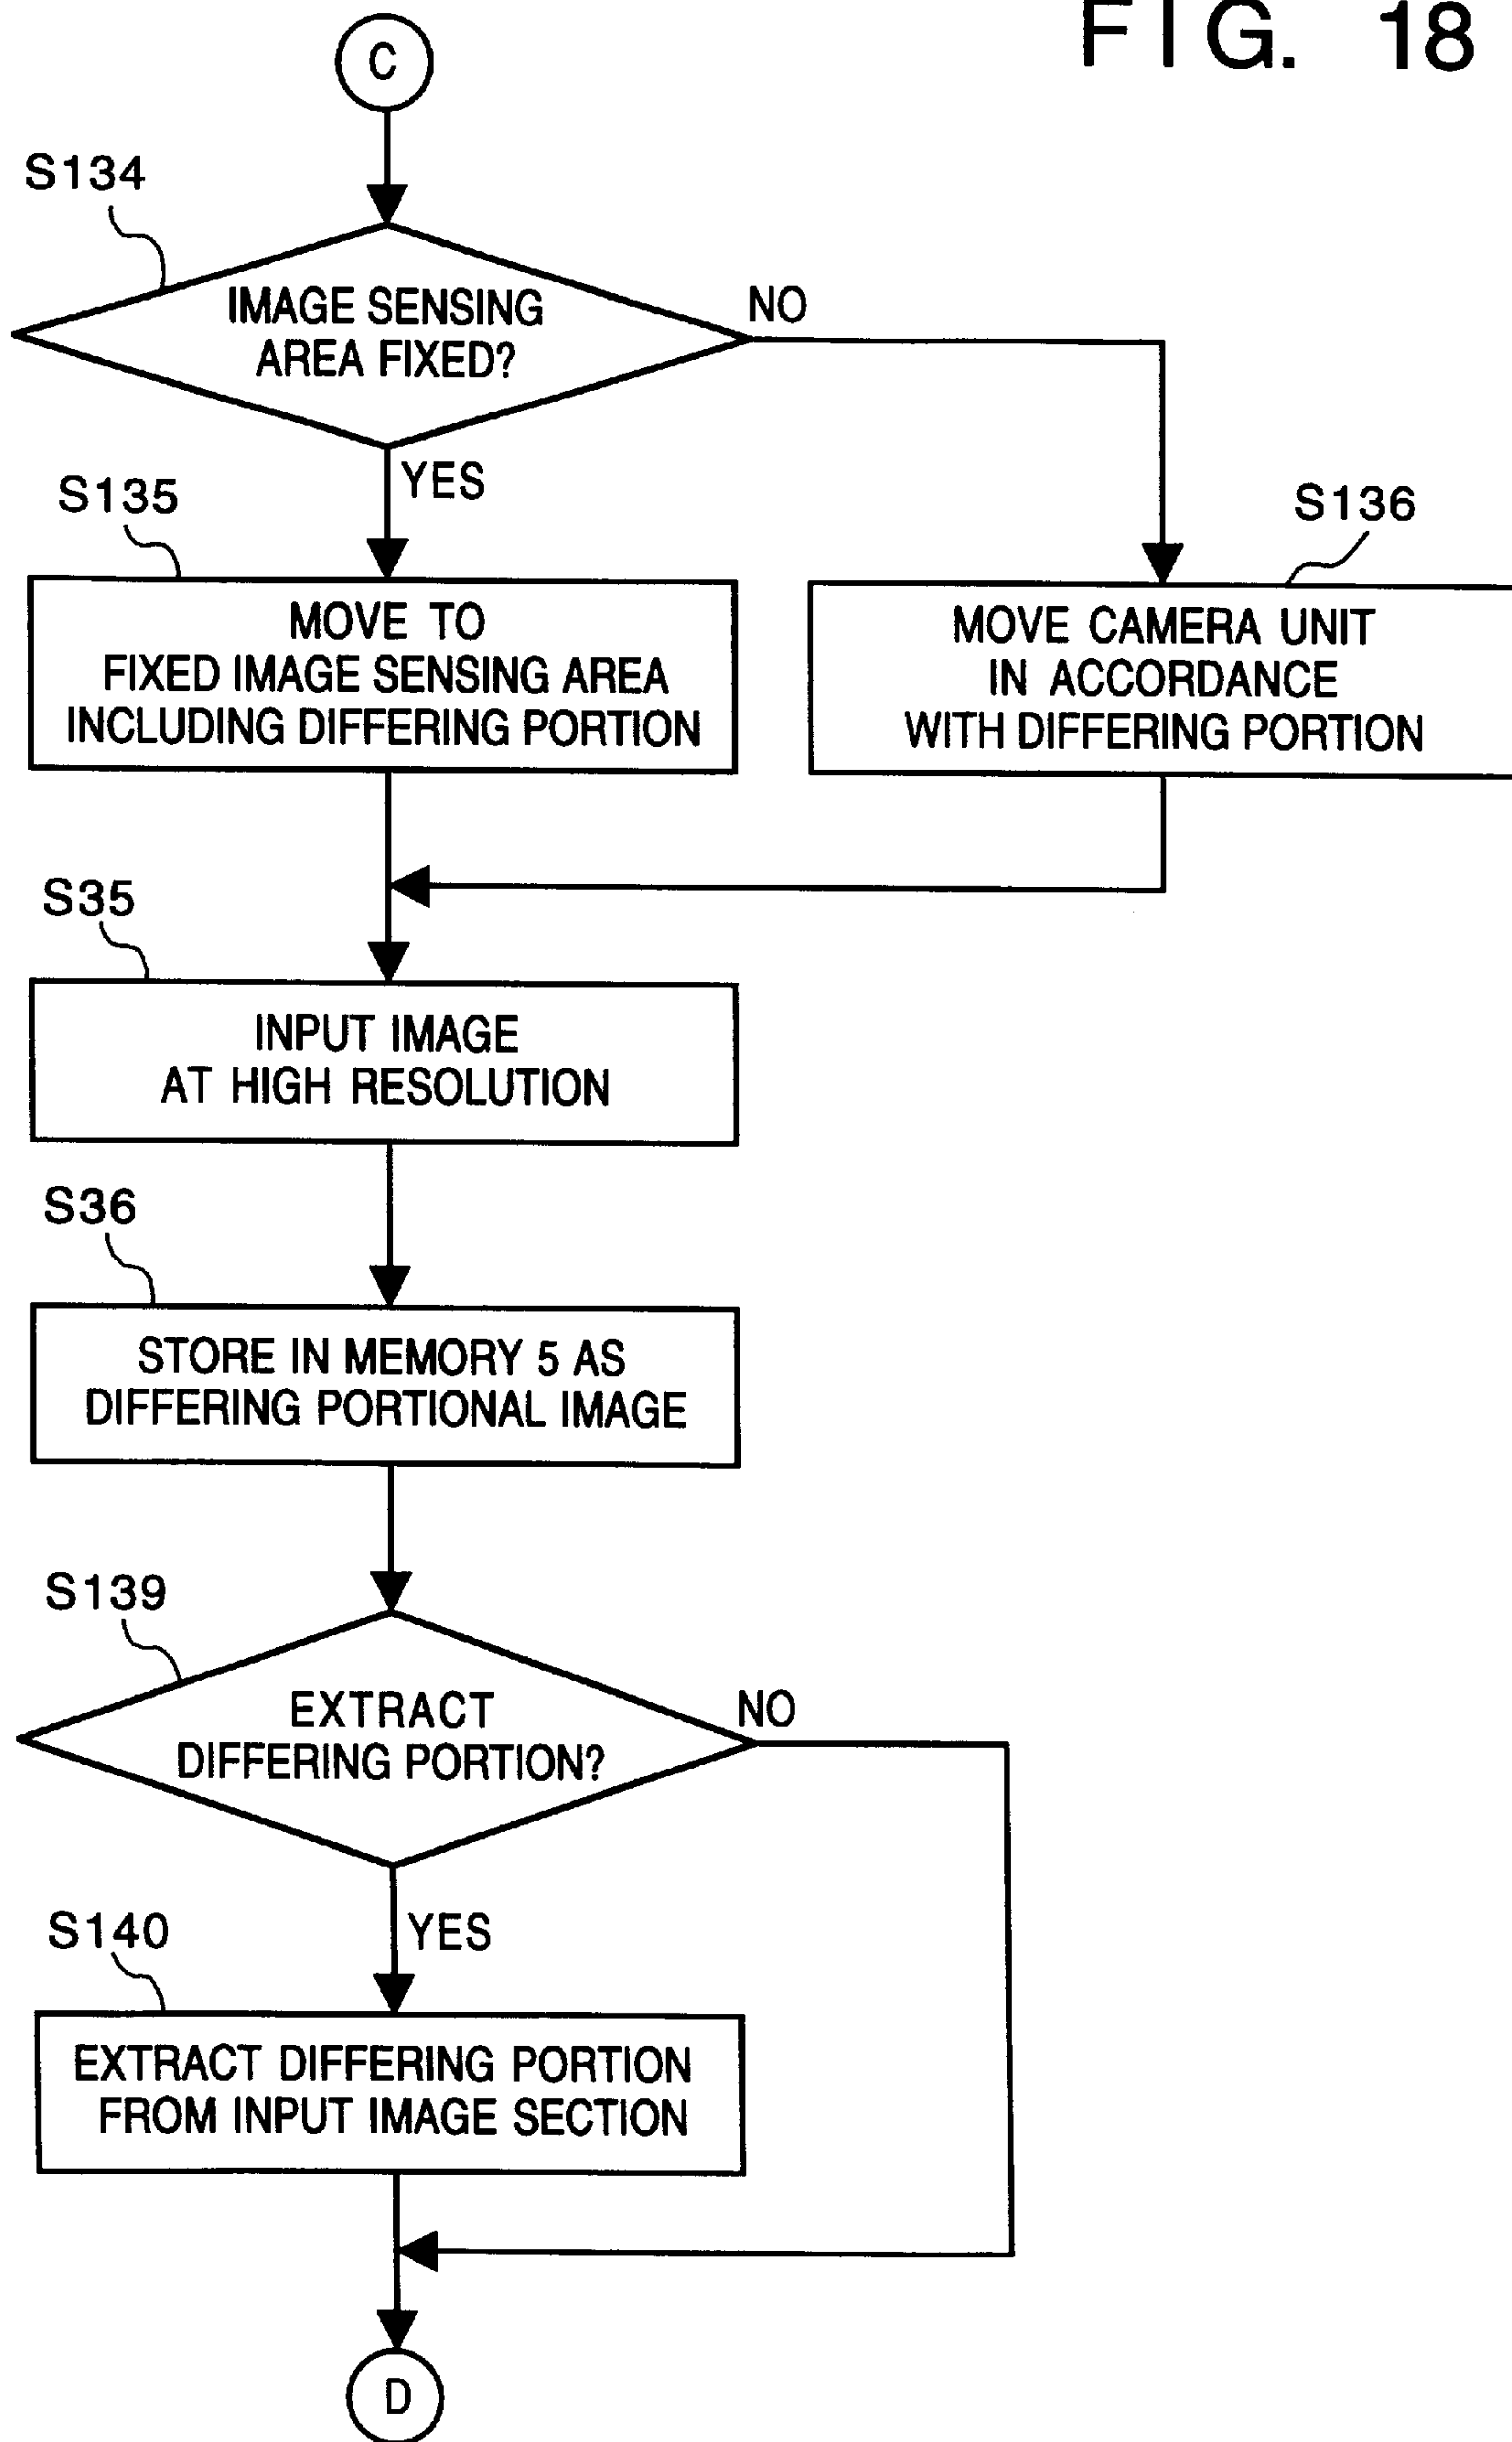 FIG. 18
C
S134
IMAGE SENSING
AREA FIXED?
NO
YES
S135
MOVE TO
FIXED IMAGE SENSING AREA
INCLUDING DIFFERING PORTION
S136
MOVE CAMERA UNIT
IN ACCORDANCE
WITH DIFFERING PORTION
S35
INPUT IMAGE
AT HIGH RESOLUTION
S36
STORE IN MEMORY 5 AS
DIFFERING PORTIONAL IMAGE
S139
EXTRACT
DIFFERING PORTION?
NO
YES
S140
EXTRACT DIFFERING PORTION
FROM INPUT IMAGE SECTION
D